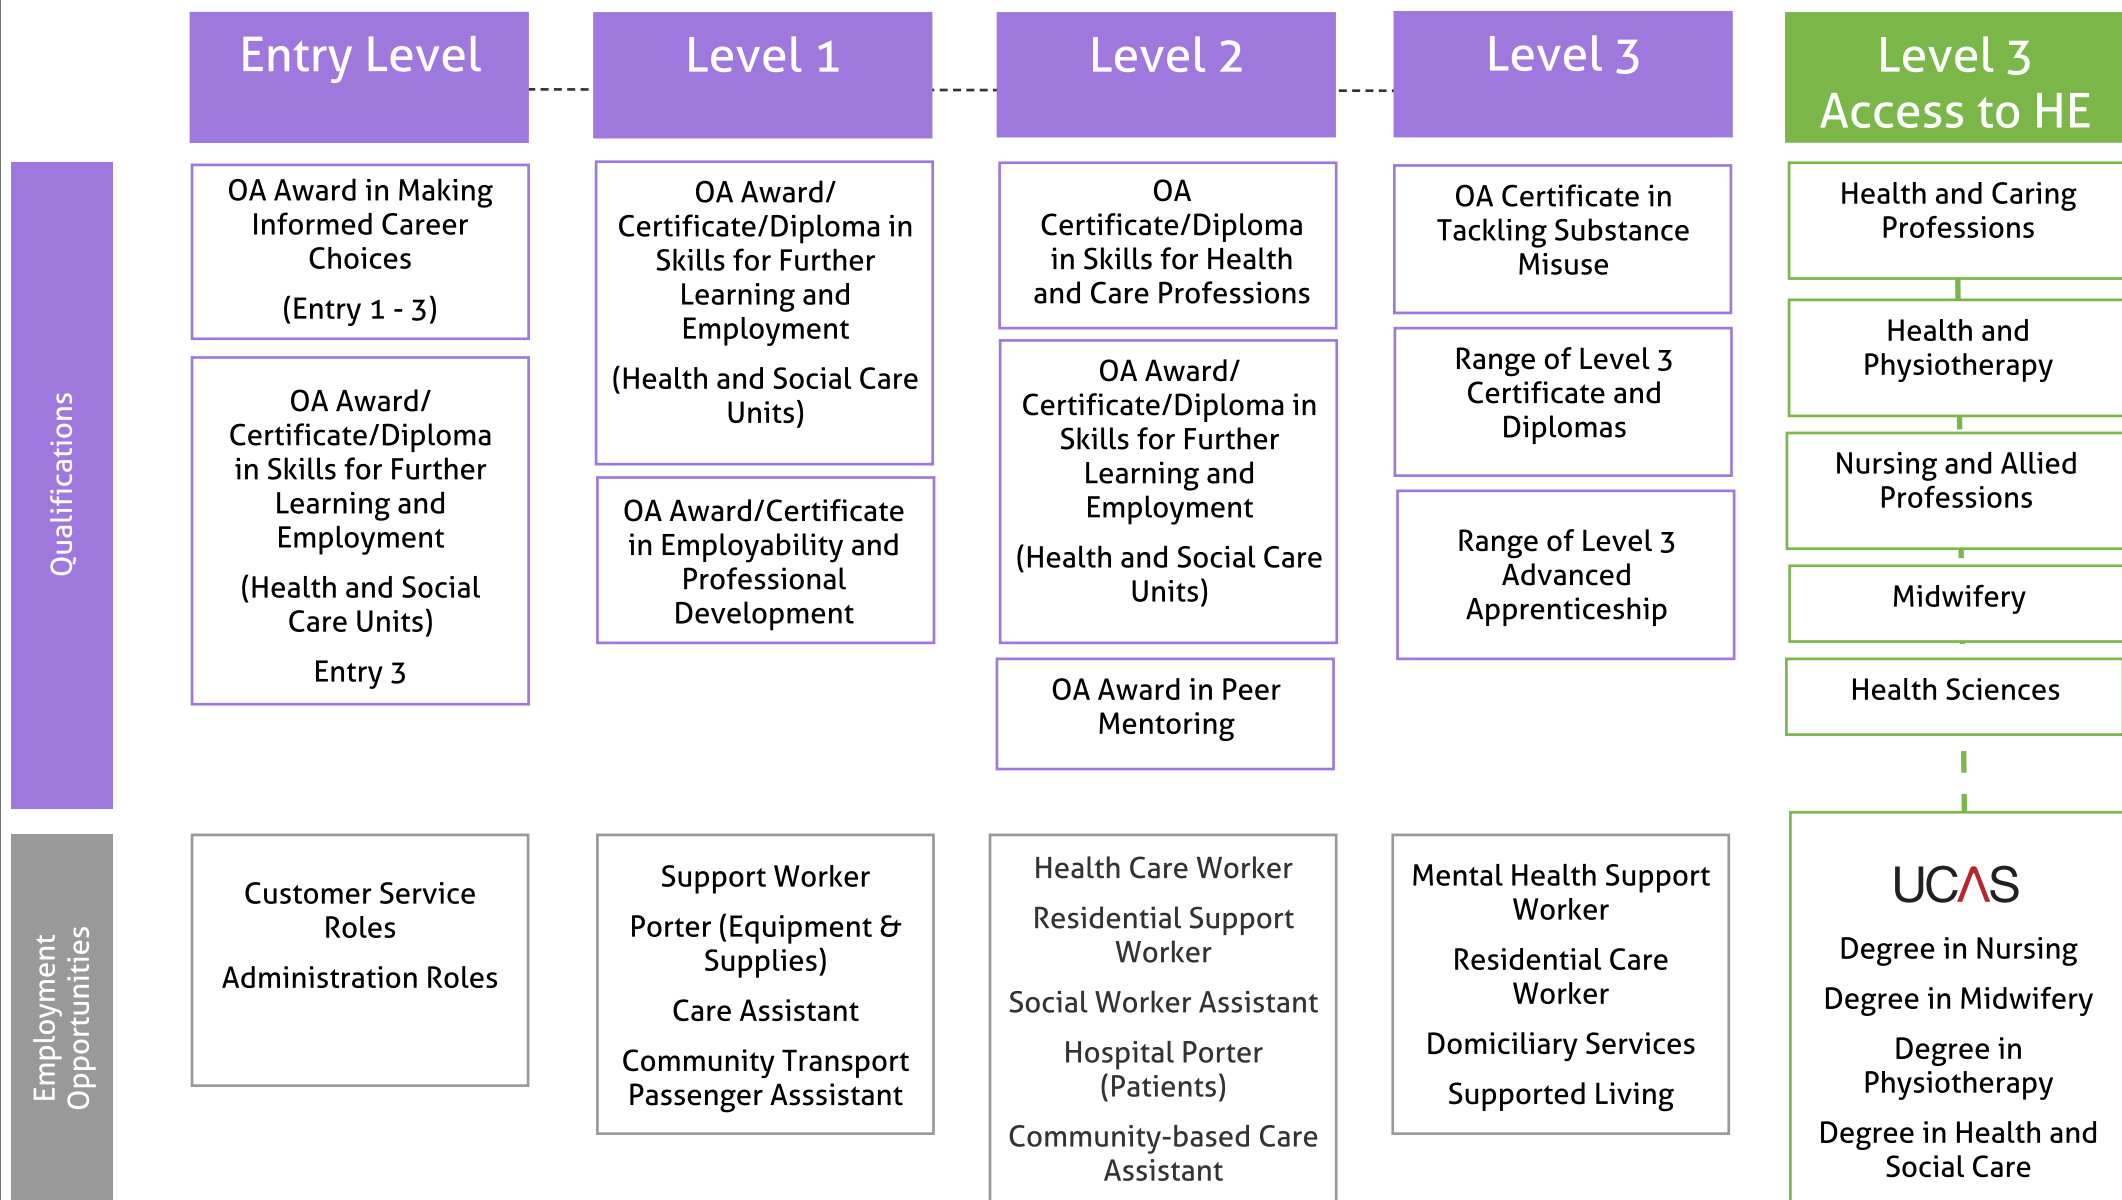 Entry Level
Level 1
Level 2
Level 3
Level 3
Access to HE
Qualifications
OA Award in Making
Informed Career
Choices
(Entry 1 - 3)
OA Award/
Certificate/Diploma
in Skills for Further
Learning and
Employment
(Health and Social
Care Units)
Entry 3
OA Award/
Certificate/Diploma in
Skills for Further
Learning and
Employment
(Health and Social Care
Units)
OA Award/Certificate
in Employability and
Professional
Development
OA
Certificate/Diploma
in Skills for Health
and Care Professions
OA Award/
Certificate/Diploma in
Skills for Further
Learning and
Employment
(Health and Social Care
Units)
OA Award in Peer
Mentoring
OA Certificate in
Tackling Substance
Misuse
Range of Level 3
Certificate and
Diplomas
Range of Level 3
Advanced
Apprenticeship
Health and Caring
Professions
Health and
Physiotherapy
Nursing and Allied
Professions
Midwifery
Health Sciences
Employment
Opportunities
Customer Service
Roles
Administration Roles
Support Worker
Porter (Equipment &
Supplies)
Care Assistant
Community Transport
Passenger Asssistant
Health Care Worker
Residential Support
Worker
Social Worker Assistant
Hospital Porter
(Patients)
Community-based Care
Assistant
Mental Health Support
Worker
Residential Care
Worker
Domiciliary Services
Supported Living
UCAS
Degree in Nursing
Degree in Midwifery
Degree in
Physiotherapy
Degree in Health and
Social Care